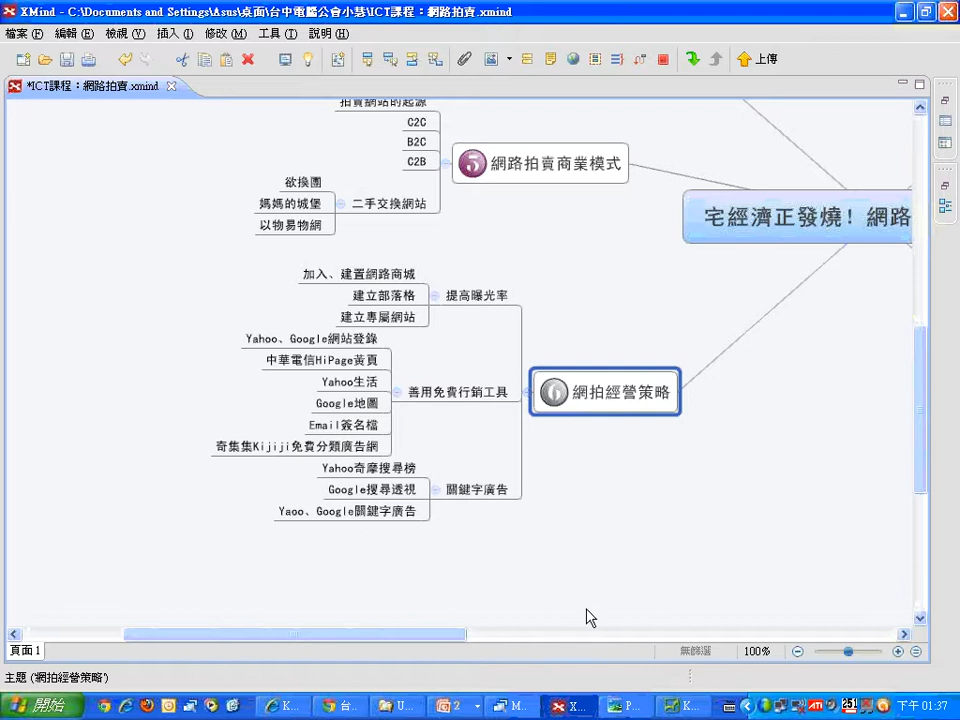 XMind - C:\Documents and Settings\Asus\桌面\台中電腦公會小慧\ICT課程：網路拍賣.xmind
檔案(F) 編輯(E) 檢視(V) 插入(I) 修改(M) 工具(T) 說明(H)
上傳
*ICT課程：網路拍賣.xmind
拍賣網站的起源
C2C
B2C
C2B
5 網路拍賣商業模式
欲換團
媽媽的城堡
二手交換網站
以物易物網
宅經濟正發燒！網路
加入、建置網路商城
建立部落格
提高曝光率
建立專屬網站
Yahoo、Google網站登錄
中華電信HiPage黃頁
Yahoo生活
善用免費行銷工具
6 網拍經營策略
Google地圖
Email簽名檔
奇集集Kijiji免費分類廣告網
Yahoo奇摩搜尋榜
Google搜尋透視
關鍵字廣告
Yaoo、Google關鍵字廣告
頁面1
無篩選
100%
主題 ('網拍經營策略')
開始 K... 台... U... 2 M... X... P... K... 251 下午 01:37